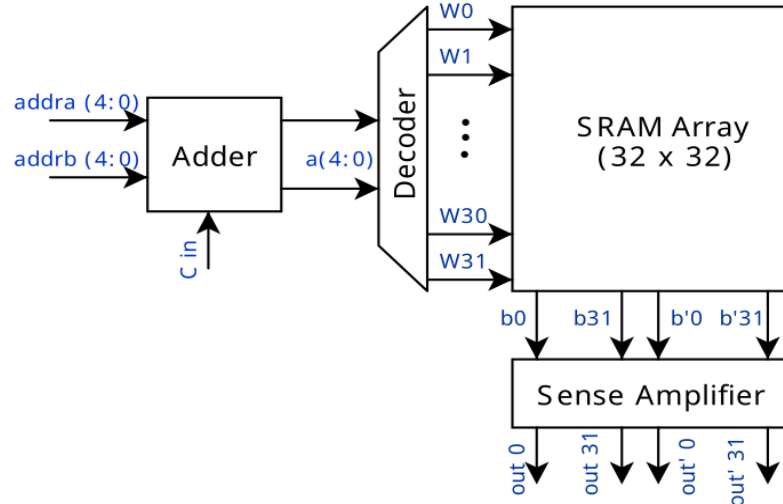 W0
W1
addra (4:0)
addrb (4:0)
Adder
a(4:0)
Decoder
SRAM Array
(32 x 32)
W30
W31
C in
b0
b31
b'0
b'31
Sense Amplifier
out 0
out 31
out' 0
out' 31